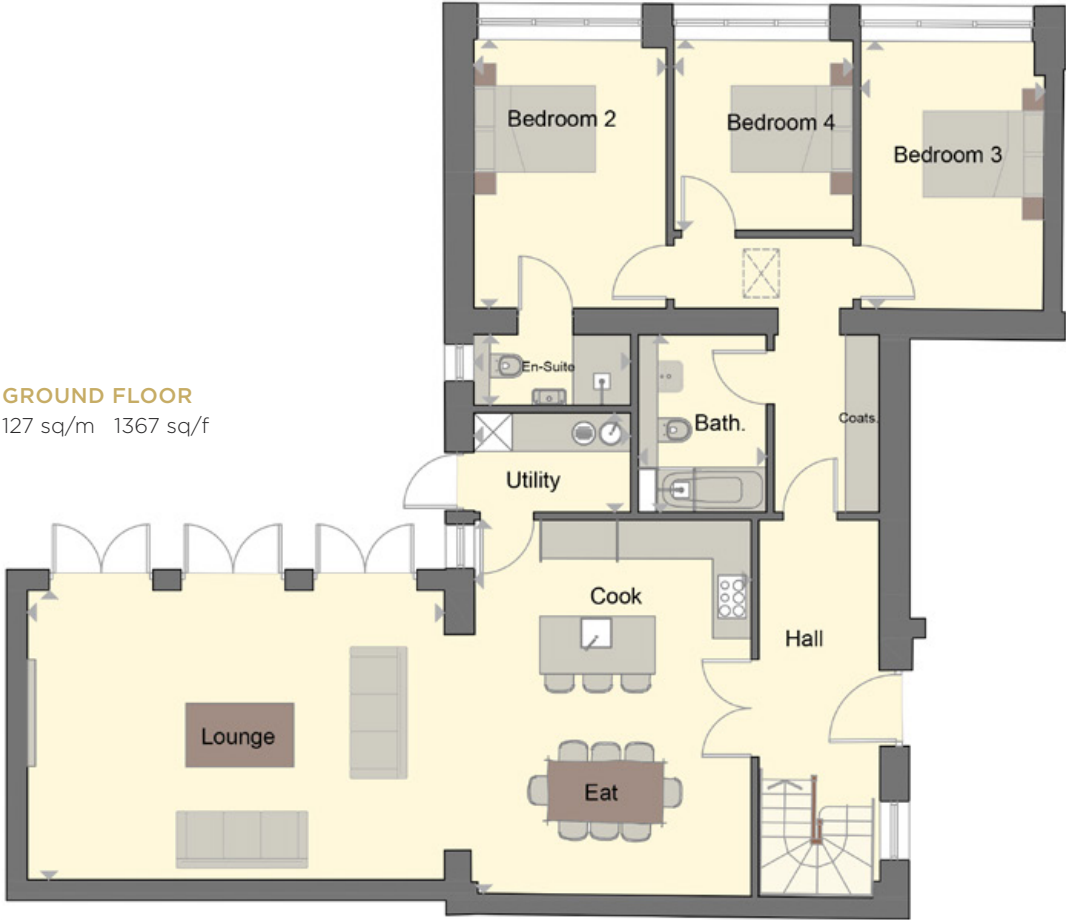 Bedroom 2
Bedroom 4
Bedroom 3
En-Suite
GROUND FLOOR
127 sq/m 1367 sq/f
Bath.
Coats.
Utility
Cook
Hall
Lounge
Eat